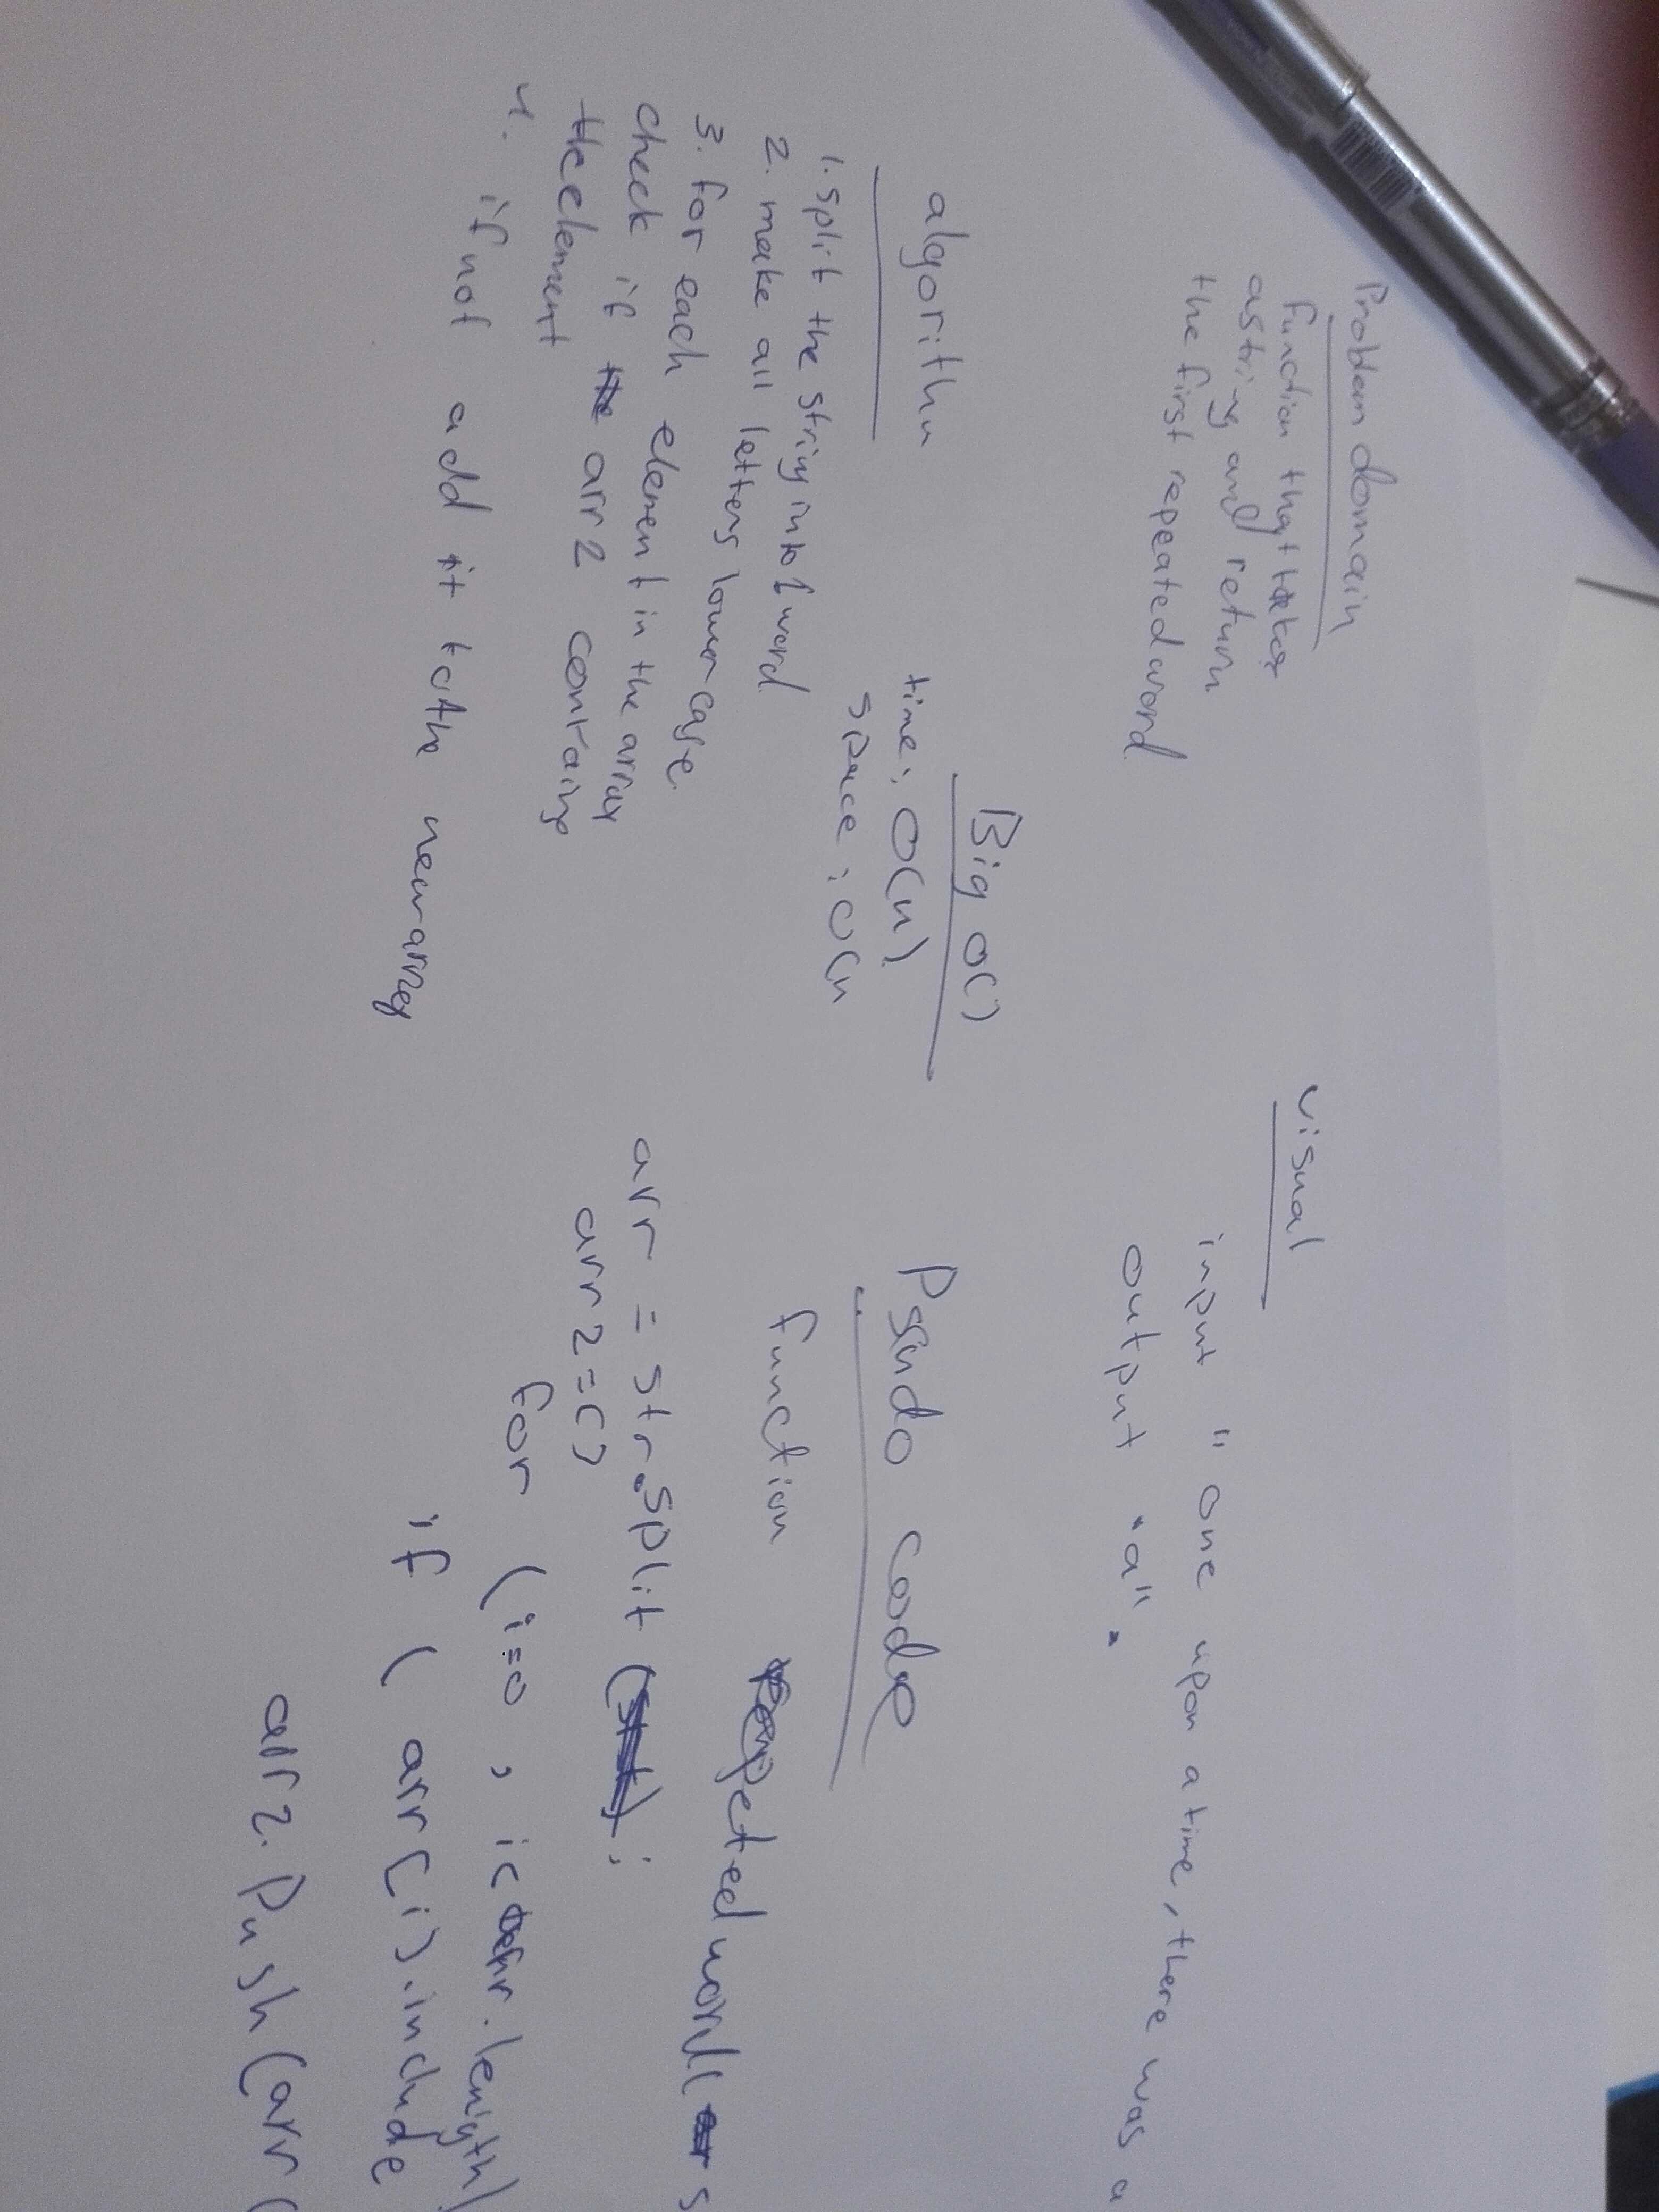 Problem domain
function that takes
a string and return
the first repeated word
visual
input " one upon a time, there was a
output "a".
algorithm
1. split the string into 1 word
2. make all letters lower case
3. for each element in the array
check if arr2 contains
the element
4. if not add it to the new array
Big O()
time: O(n)
space: O(n
Pseudo code
function repeted word( s
arr = str.split ( ) ;
arr2 = []
for (i=0 , i< arr.length)
if ( arr[i].include
arr2.Push(arr[